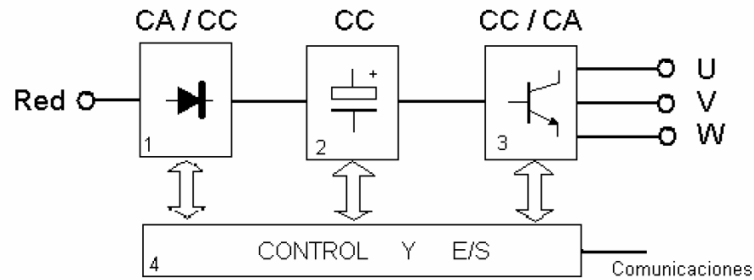 CA / CC CC CC / CA
Red
U
V
W
1 2 3
+
4 CONTROL Y E/S
Comunicaciones